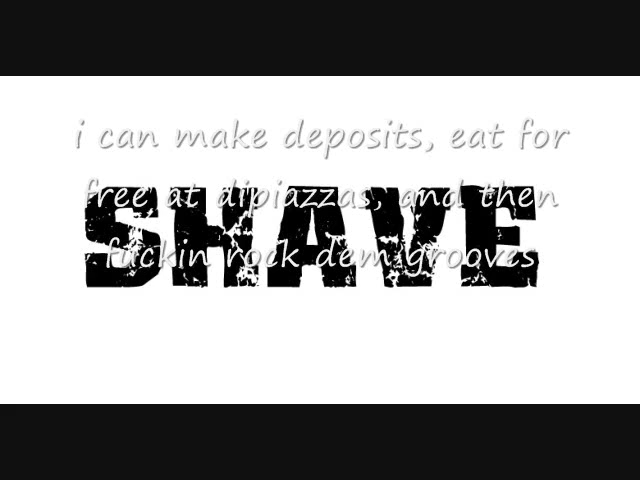 i can make deposits, eat for
free at dipiazzas, and then
fuckin rock dem grooves
SHAVE